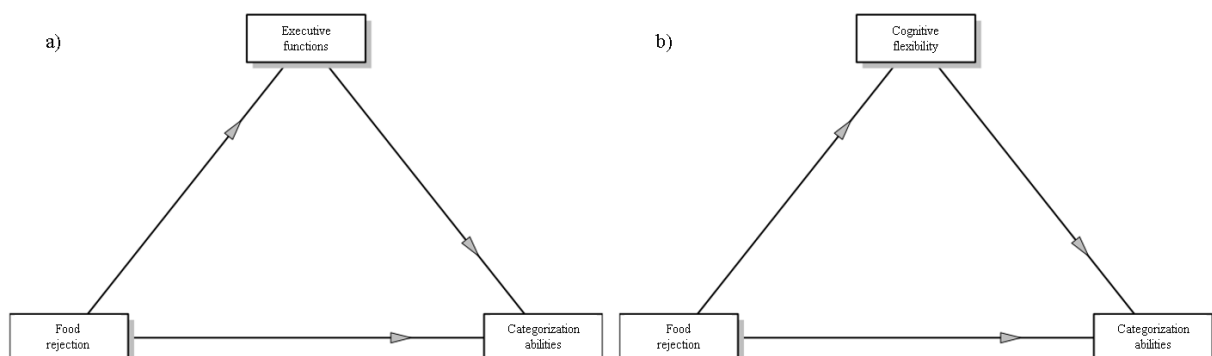 a)
Executive
functions
Food
rejection
Categorization
abilities
b)
Cognitive
flexibility
Food
rejection
Categorization
abilities